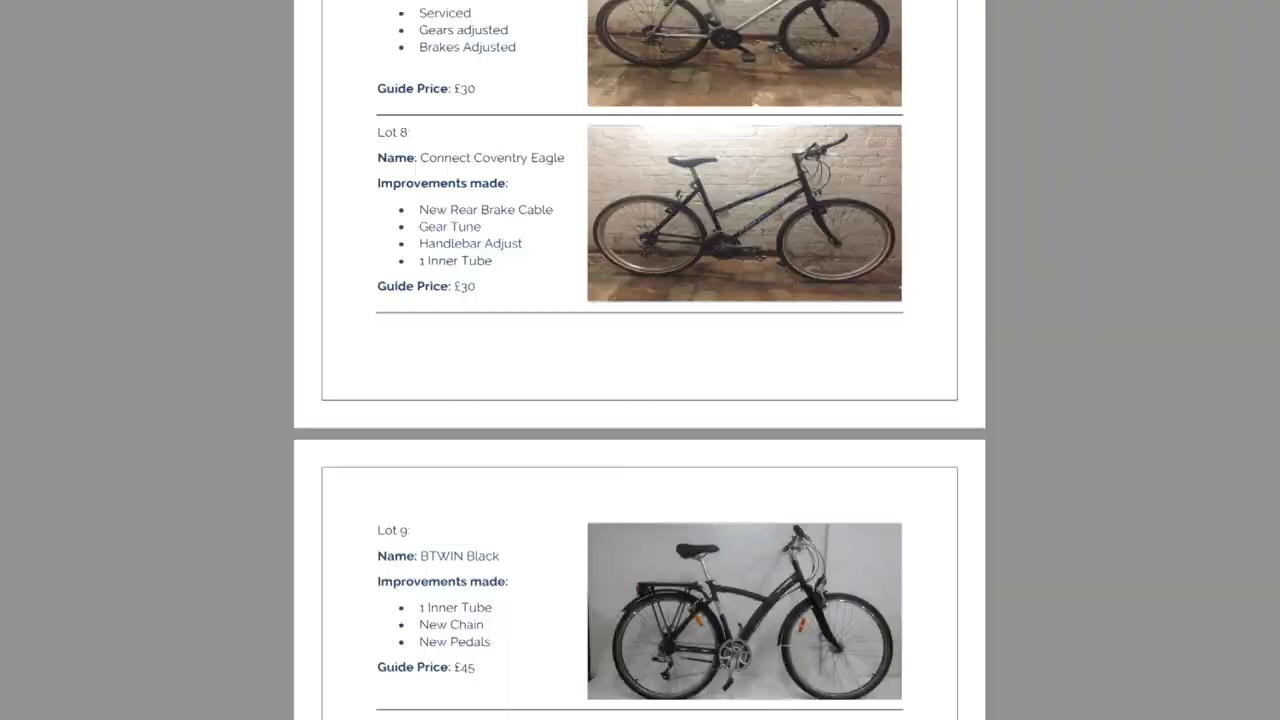 Serviced
Gears adjusted
Brakes Adjusted
Guide Price: £30
Lot 8:
Name: Connect Coventry Eagle
Improvements made:
New Rear Brake Cable
Gear Tune
Handlebar Adjust
1 Inner Tube
Guide Price: £30
Lot 9:
Name: BTWIN Black
Improvements made:
1 Inner Tube
New Chain
New Pedals
Guide Price: £45